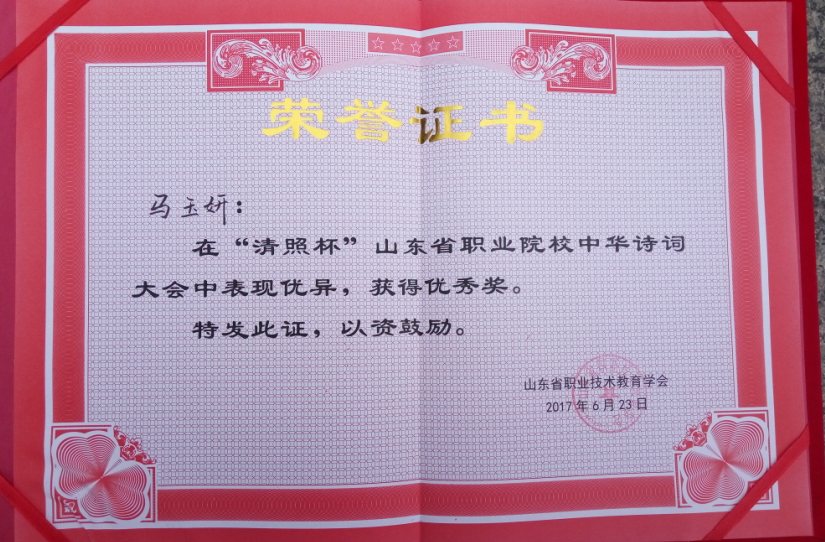 荣誉证书
马玉妍：
在“清照杯”山东省职业院校中华诗词
大会中表现优异，获得优秀奖。
特发此证，以资鼓励。
山东省职业技术教育学会
2017年6月23日